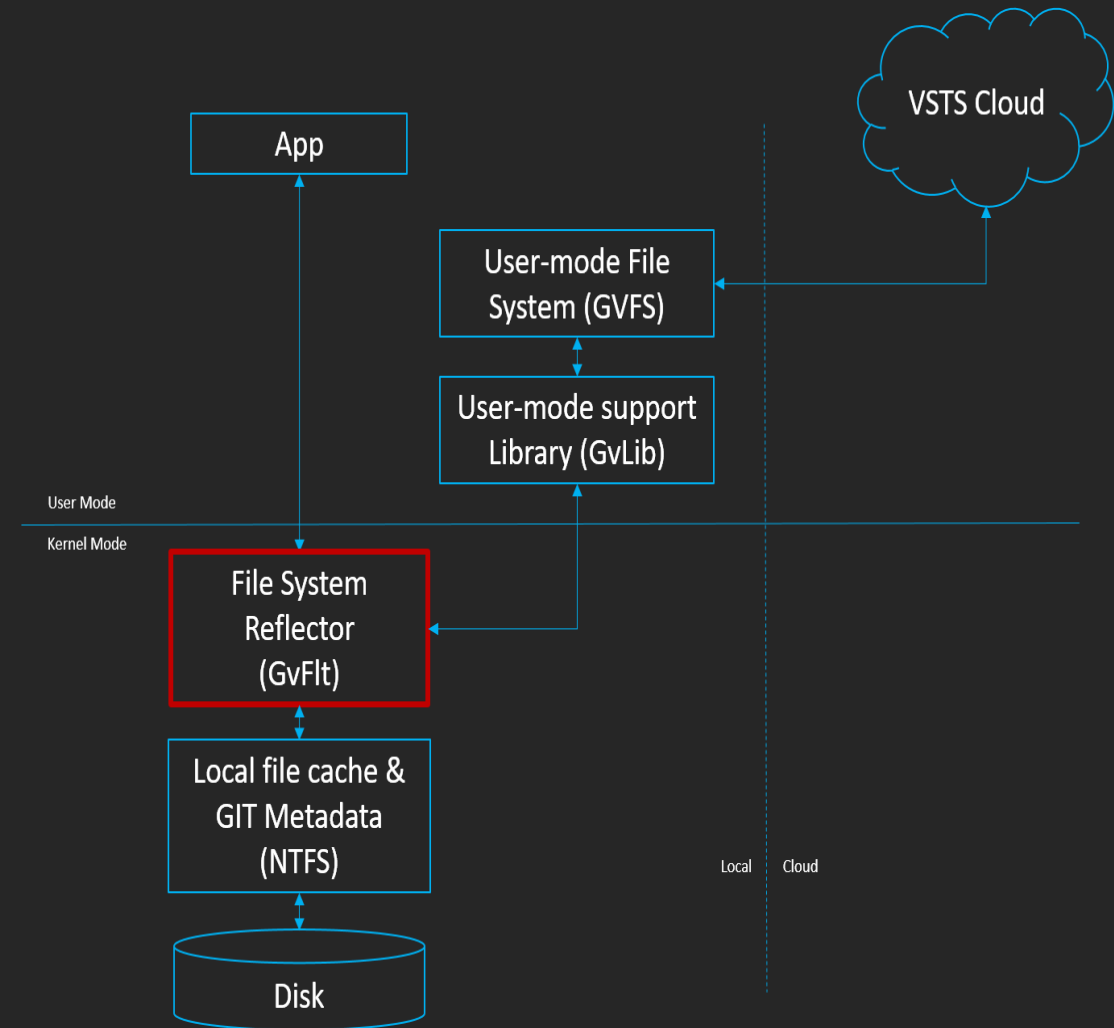 VSTS Cloud
App
User-mode File
System (GVFS)
User-mode support
Library (GvLib)
User Mode
Kernel Mode
File System
Reflector
(GvFlt)
Local file cache &
GIT Metadata
(NTFS)
Local
Cloud
Disk